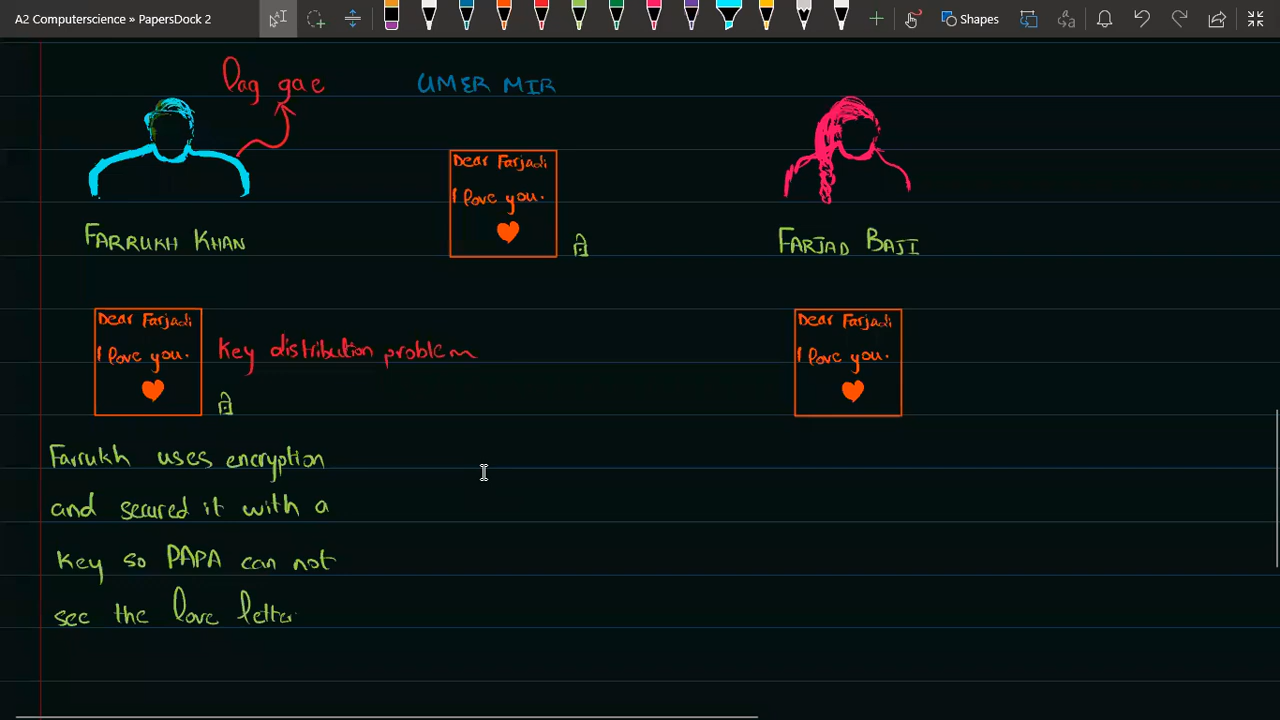 A2 Computerscience » PapersDock 2
Shapes
Lag gae
UMER MIR
Dear Farjadi
I love you.
FARRUKH KHAN
FARJAD BAJI
Dear Farjadi
I love you.
Key distribution problem
Dear Farjadi
I love you.
Farrukh uses encryption
and secured it with a
key so PAPA can not
see the love letter